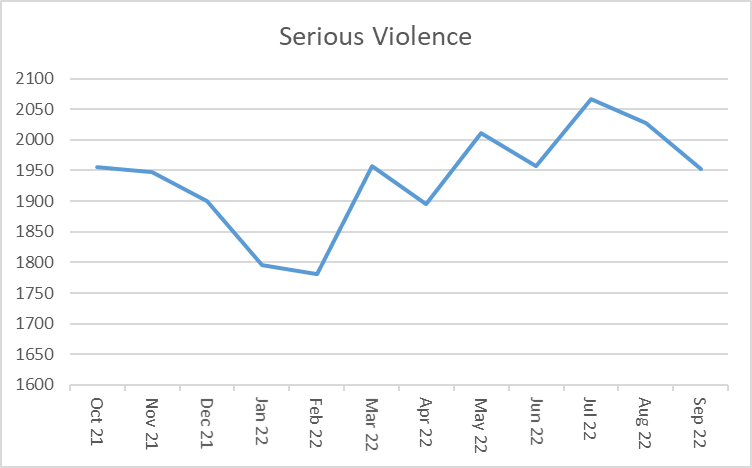 Serious Violence
2100
2050
2000
1950
1900
1850
1800
1750
1700
1650
1600
Oct 21
Nov 21
Dec 21
Jan 22
Feb 22
Mar 22
Apr 22
May 22
Jun 22
Jul 22
Aug 22
Sep 22